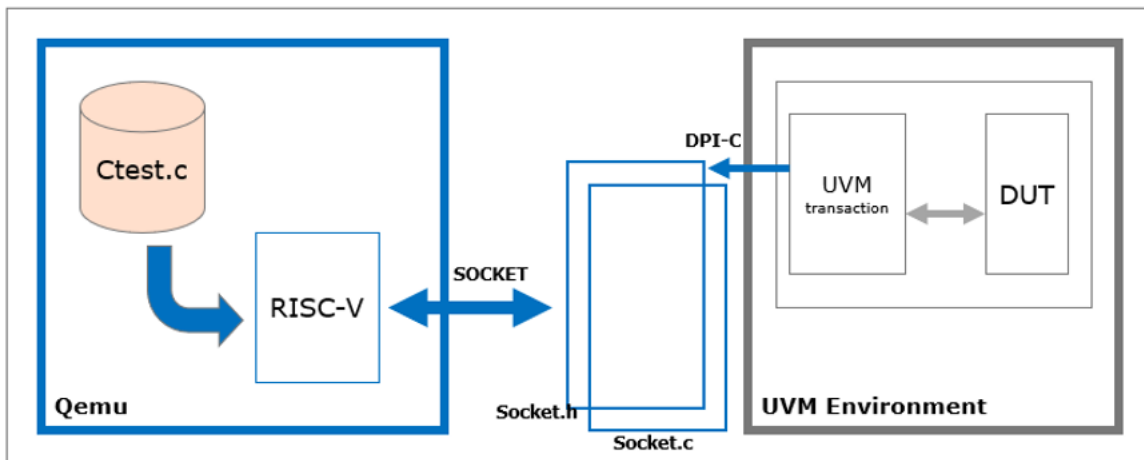 Ctest.c
RISC-V
Qemu
SOCKET
Socket.h
Socket.c
DPI-C
UVM
transaction
DUT
UVM Environment